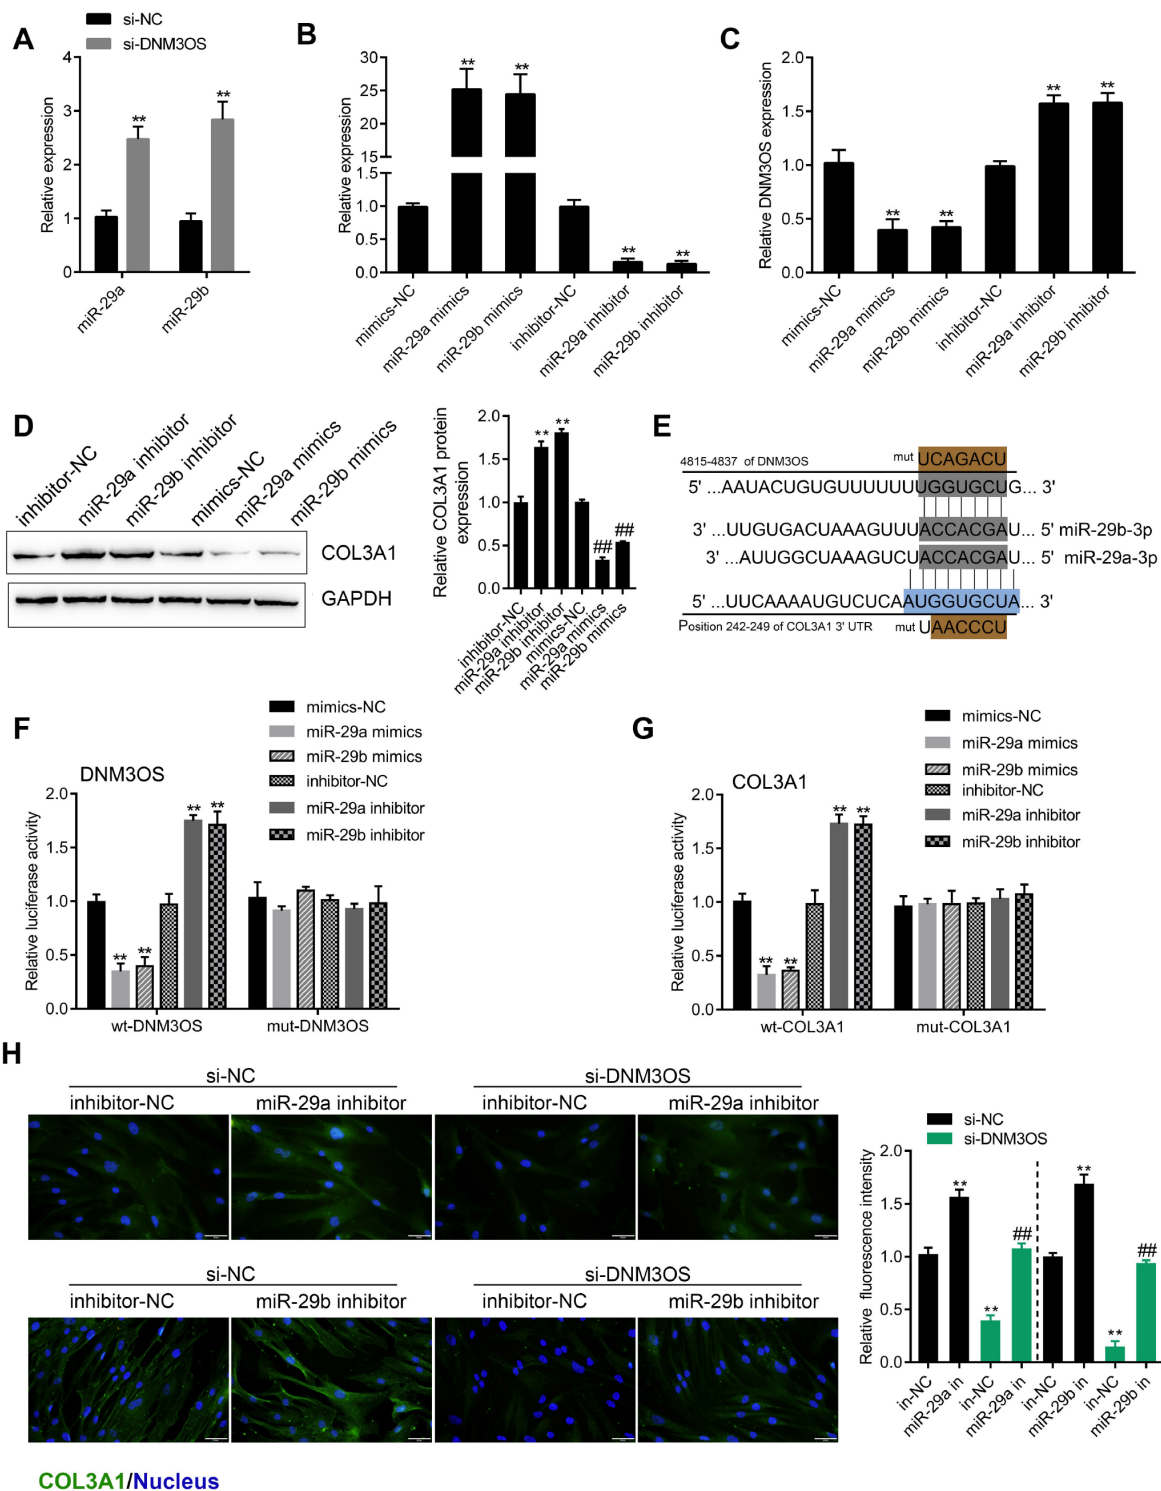 A
si-NC
si-DNM3OS
Relative expression
4
3
2
1
0
**
**
miR-29a
miR-29b
B
Relative expression
30
25
20
15
1.5
1.0
0.5
0.0
**
**
**
**
mimics-NC
miR-29a mimics
miR-29b mimics
inhibitor-NC
miR-29a inhibitor
miR-29b inhibitor
C
Relative DNM3OS expression
2.0
1.5
1.0
0.5
0.0
**
**
**
**
mimics-NC
miR-29a mimics
miR-29b mimics
inhibitor-NC
miR-29a inhibitor
miR-29b inhibitor
D
inhibitor-NC
miR-29a inhibitor
miR-29b inhibitor
mimics-NC
miR-29a mimics
miR-29b mimics
COL3A1
GAPDH
Relative COL3A1 protein
expression
2.0
1.5
1.0
0.5
0.0
**
**
##
##
inhibitor-NC
miR-29a inhibitor
miR-29b inhibitor
mimics-NC
miR-29a mimics
miR-29b mimics
E
4815-4837 of DNM3OS
mut UCAGACU
5' ...AAUACUGUGUUUUUUUGGUGCUG... 3'
3' ...UUGUGACUAAAGUUUACCACGAU... 5' miR-29b-3p
3' ...AUUGGCUAAAGUCUACCACGAU... 5' miR-29a-3p
5' ...UUCAAAAUGUCUCAAUGGUGCUA... 3'
Position 242-249 of COL3A1 3' UTR
mut UAACCCU
F
mimics-NC
miR-29a mimics
miR-29b mimics
inhibitor-NC
miR-29a inhibitor
miR-29b inhibitor
DNM3OS
Relative luciferase activity
2.0
1.5
1.0
0.5
0.0
**
**
**
**
wt-DNM3OS
mut-DNM3OS
G
mimics-NC
miR-29a mimics
miR-29b mimics
inhibitor-NC
miR-29a inhibitor
miR-29b inhibitor
COL3A1
Relative luciferase activity
2.0
1.5
1.0
0.5
0.0
**
**
**
**
wt-COL3A1
mut-COL3A1
H
si-NC
si-DNM3OS
inhibitor-NC
miR-29a inhibitor
inhibitor-NC
miR-29a inhibitor
si-NC
si-DNM3OS
inhibitor-NC
miR-29b inhibitor
inhibitor-NC
miR-29b inhibitor
COL3A1/Nucleus
si-NC
si-DNM3OS
Relative fluorescence intensity
2.0
1.5
1.0
0.5
0.0
**
**
##
**
**
##
in-NC
miR-29a in
in-NC
miR-29a in
in-NC
miR-29b in
in-NC
miR-29b in